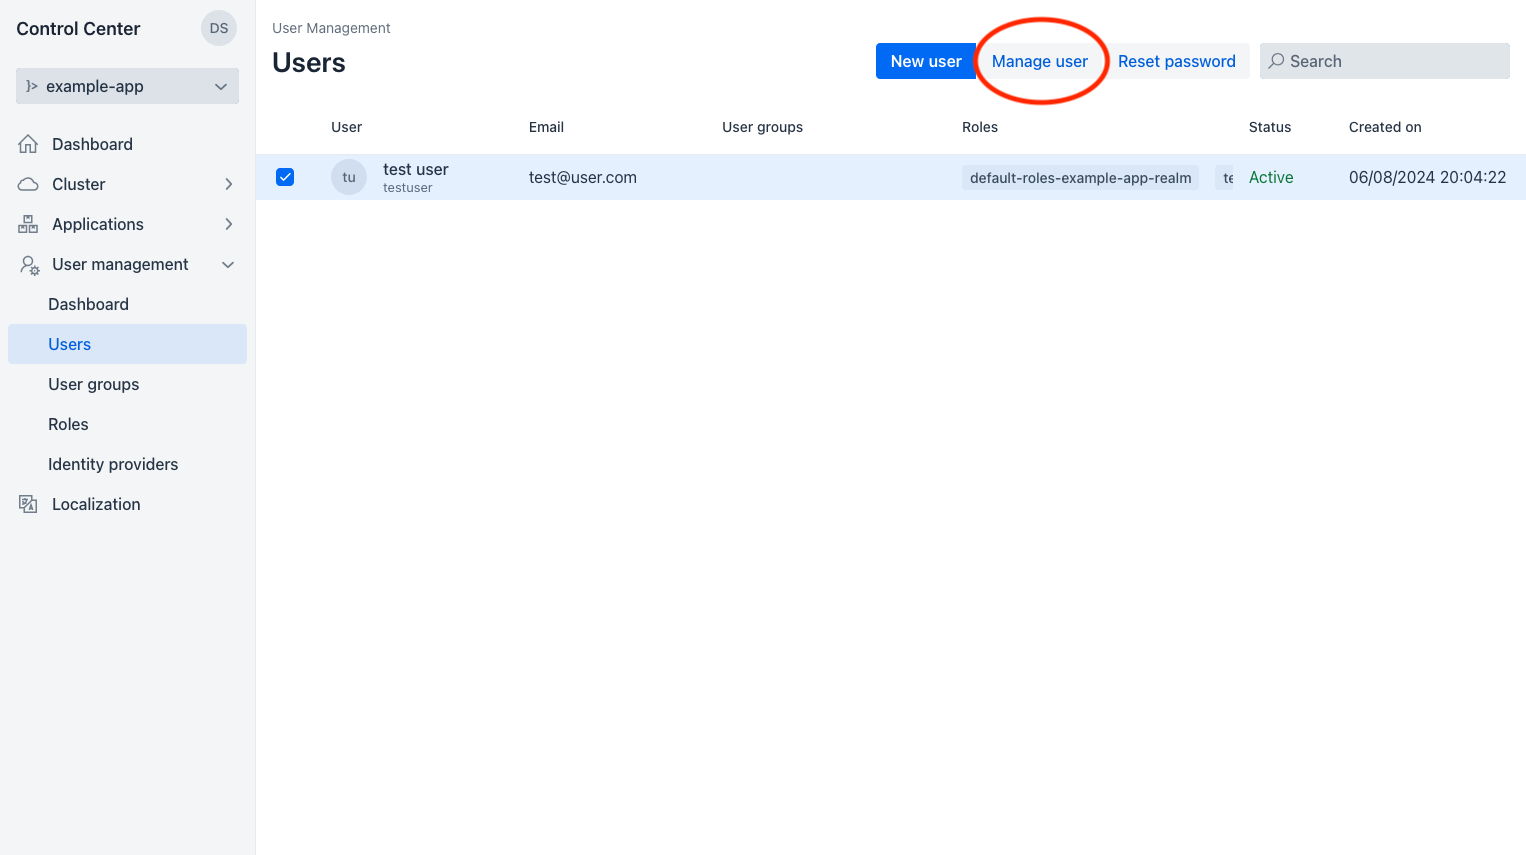 Control Center
DS
example-app
Dashboard
Cluster
Applications
User management
Dashboard
Users
User groups
Roles
Identity providers
Localization
User Management
Users
New user
Manage user
Reset password
Search
User Email User groups Roles Status Created on
tu
test user
testuser
test@user.com
default-roles-example-app-realm
te
Active
06/08/2024 20:04:22